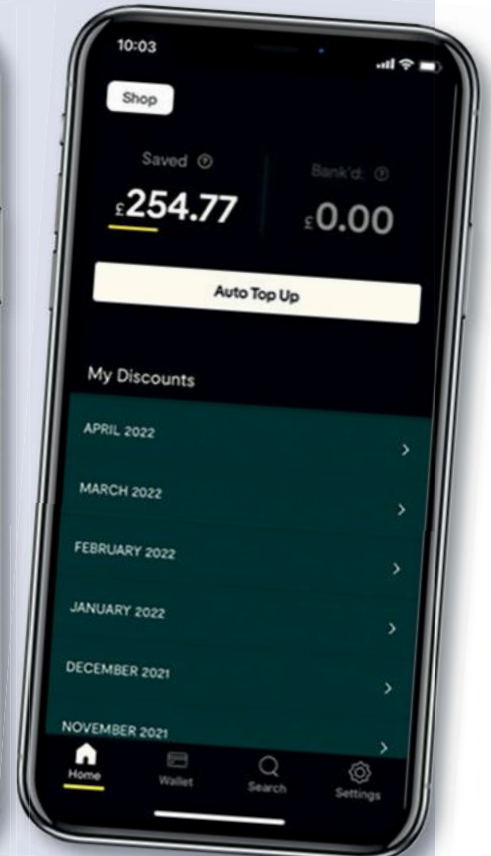 10:03
Shop
Saved ? Bank'd: ?
£254.77 £0.00
Auto Top Up
My Discounts
APRIL 2022
MARCH 2022
FEBRUARY 2022
JANUARY 2022
DECEMBER 2021
NOVEMBER 2021
Home Wallet Search Settings